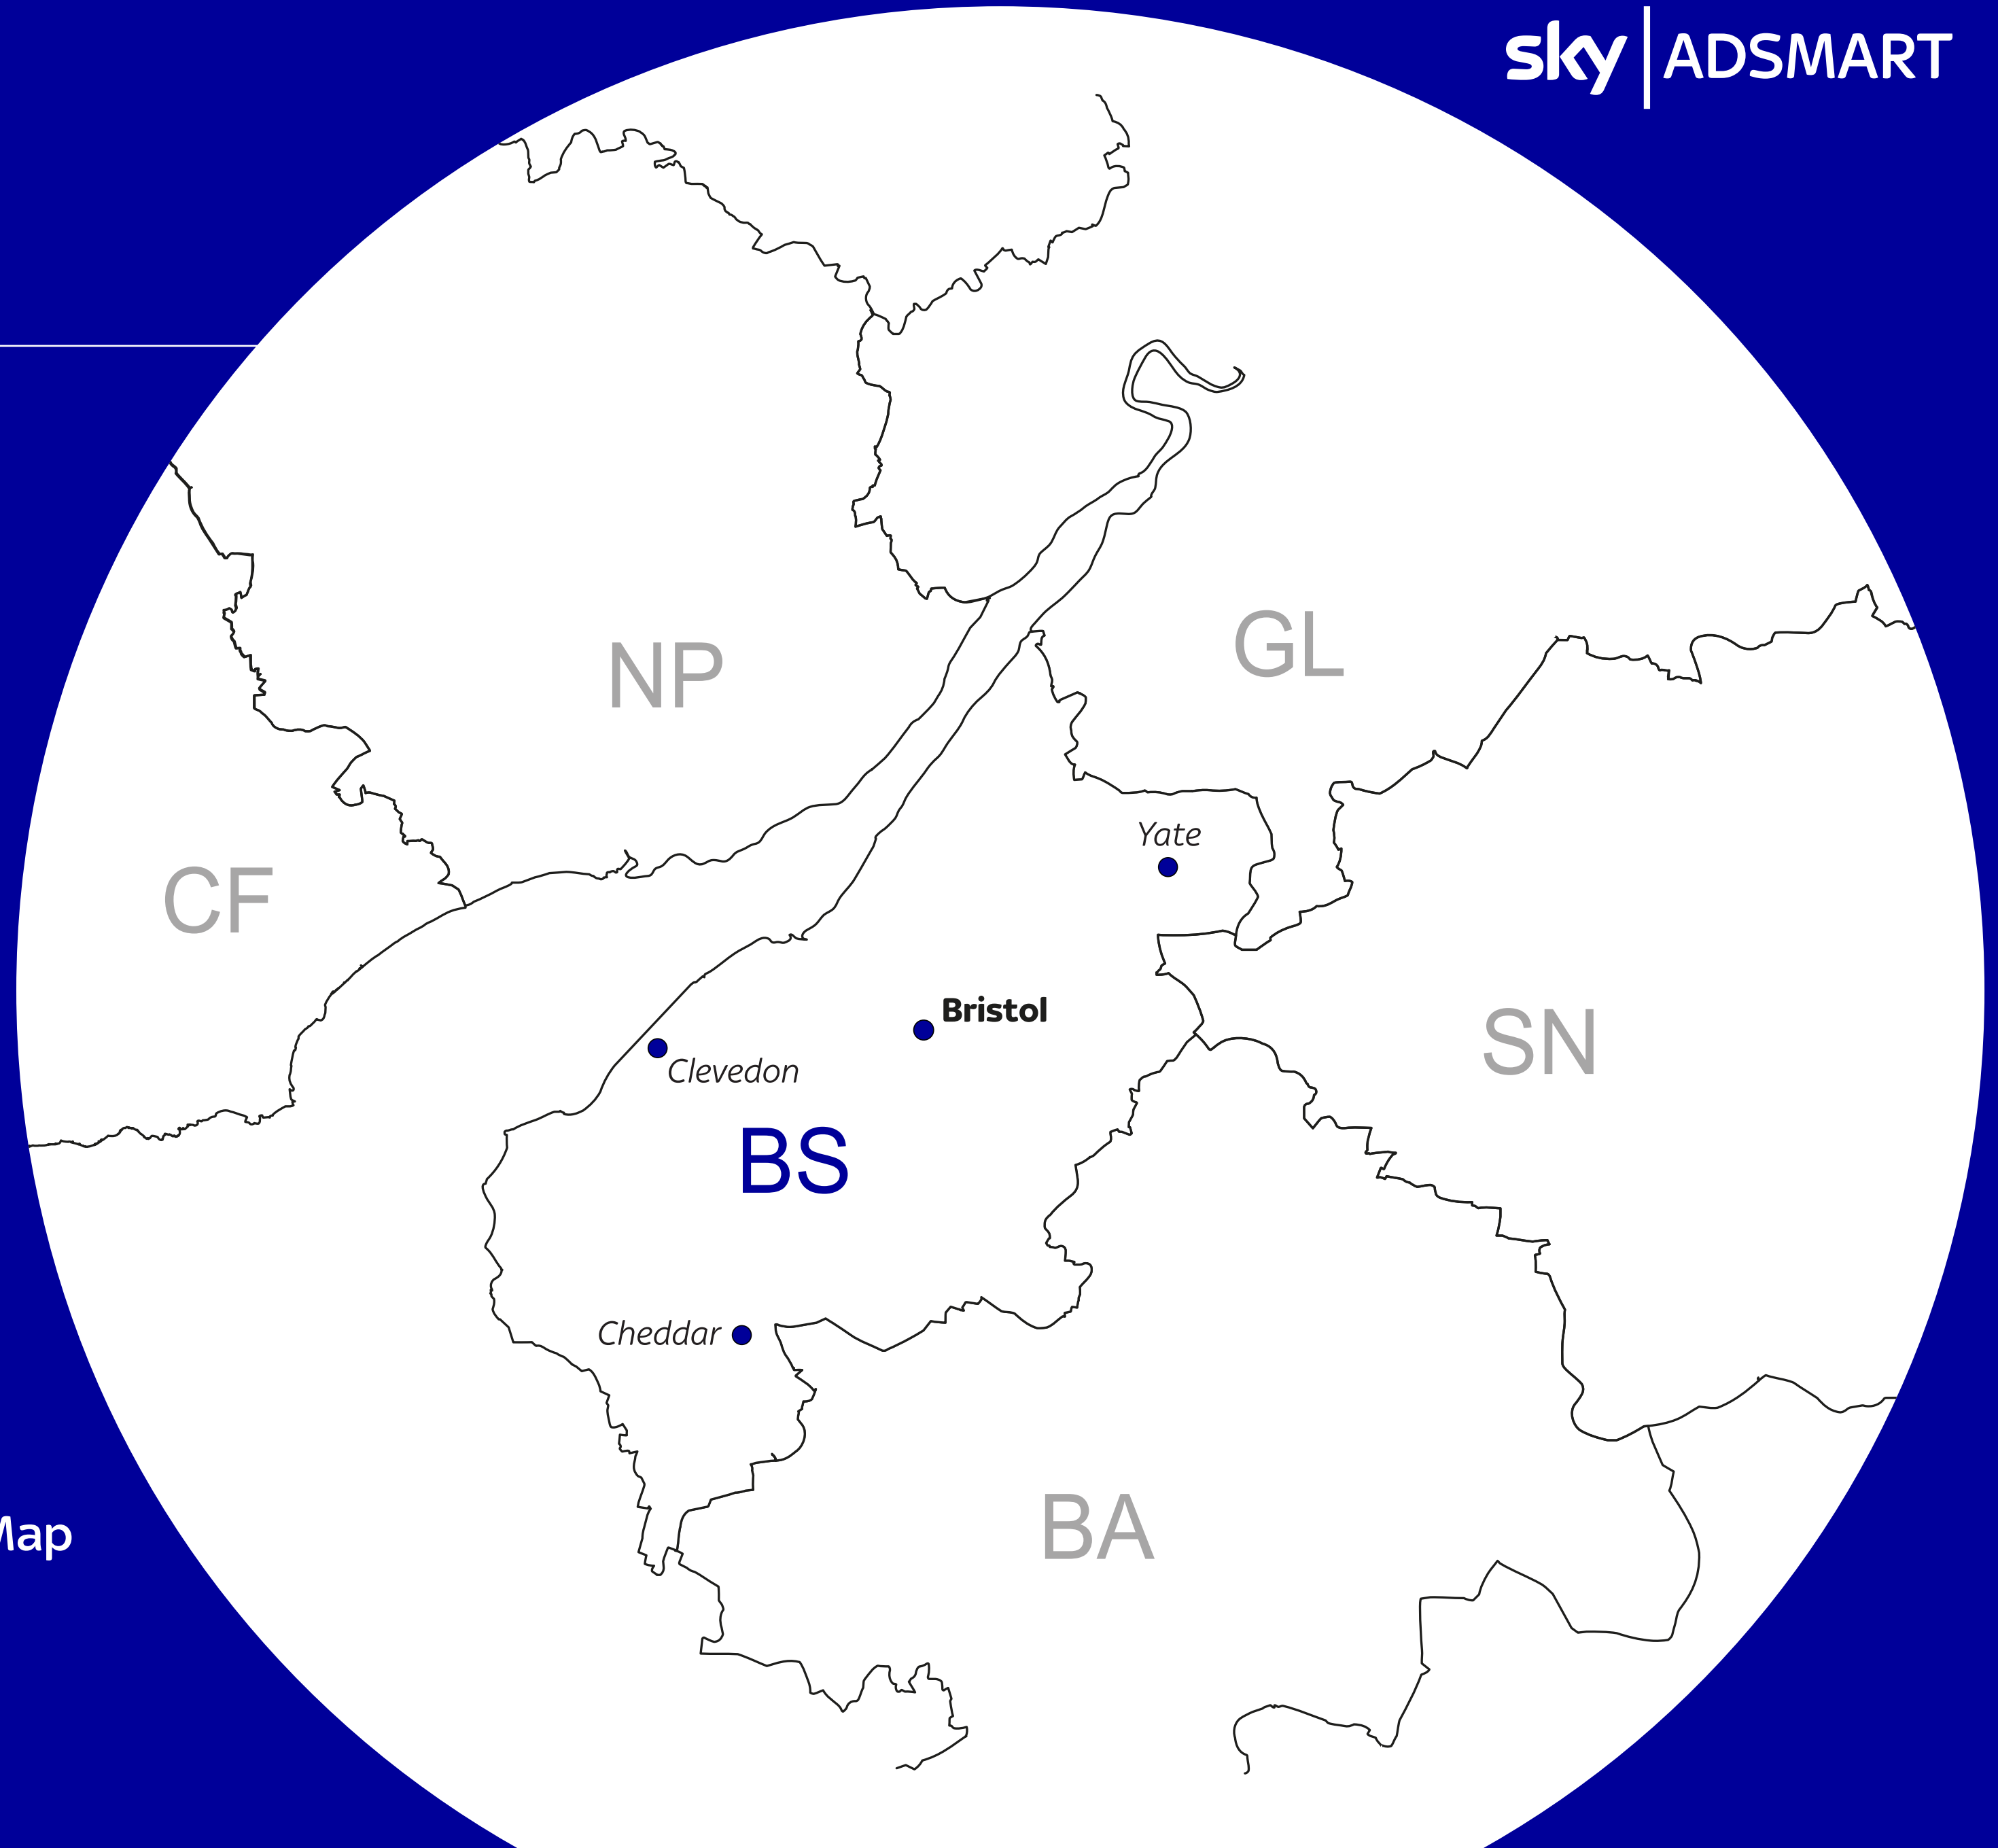 sky ADSMART
NP
GL
Yate
CF
Bristol
SN
Clevedon
BS
Cheddar
BA
Map